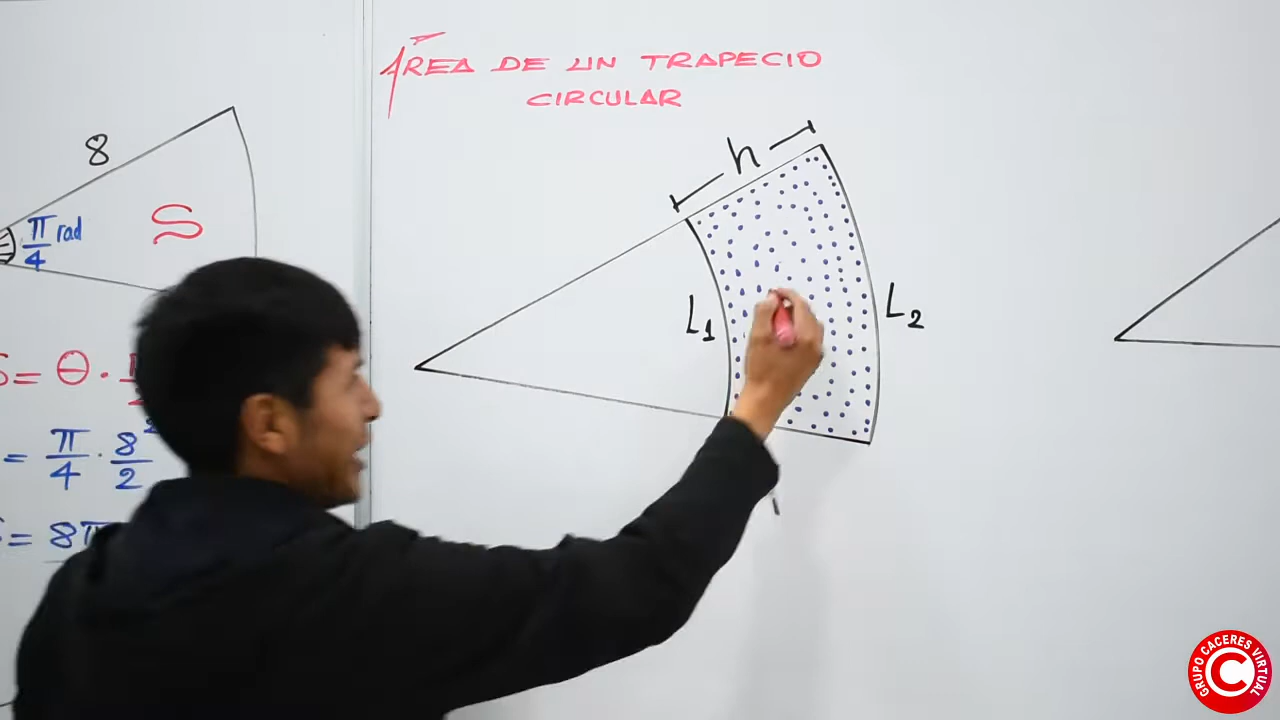 ÁREA DE UN TRAPECIO
CIRCULAR
8
π/4 rad
S
h
L₁
L₂
S= θ ·
= π/4 · 8²/2
= 8π
GRUPO CACERES VIRTUAL
C